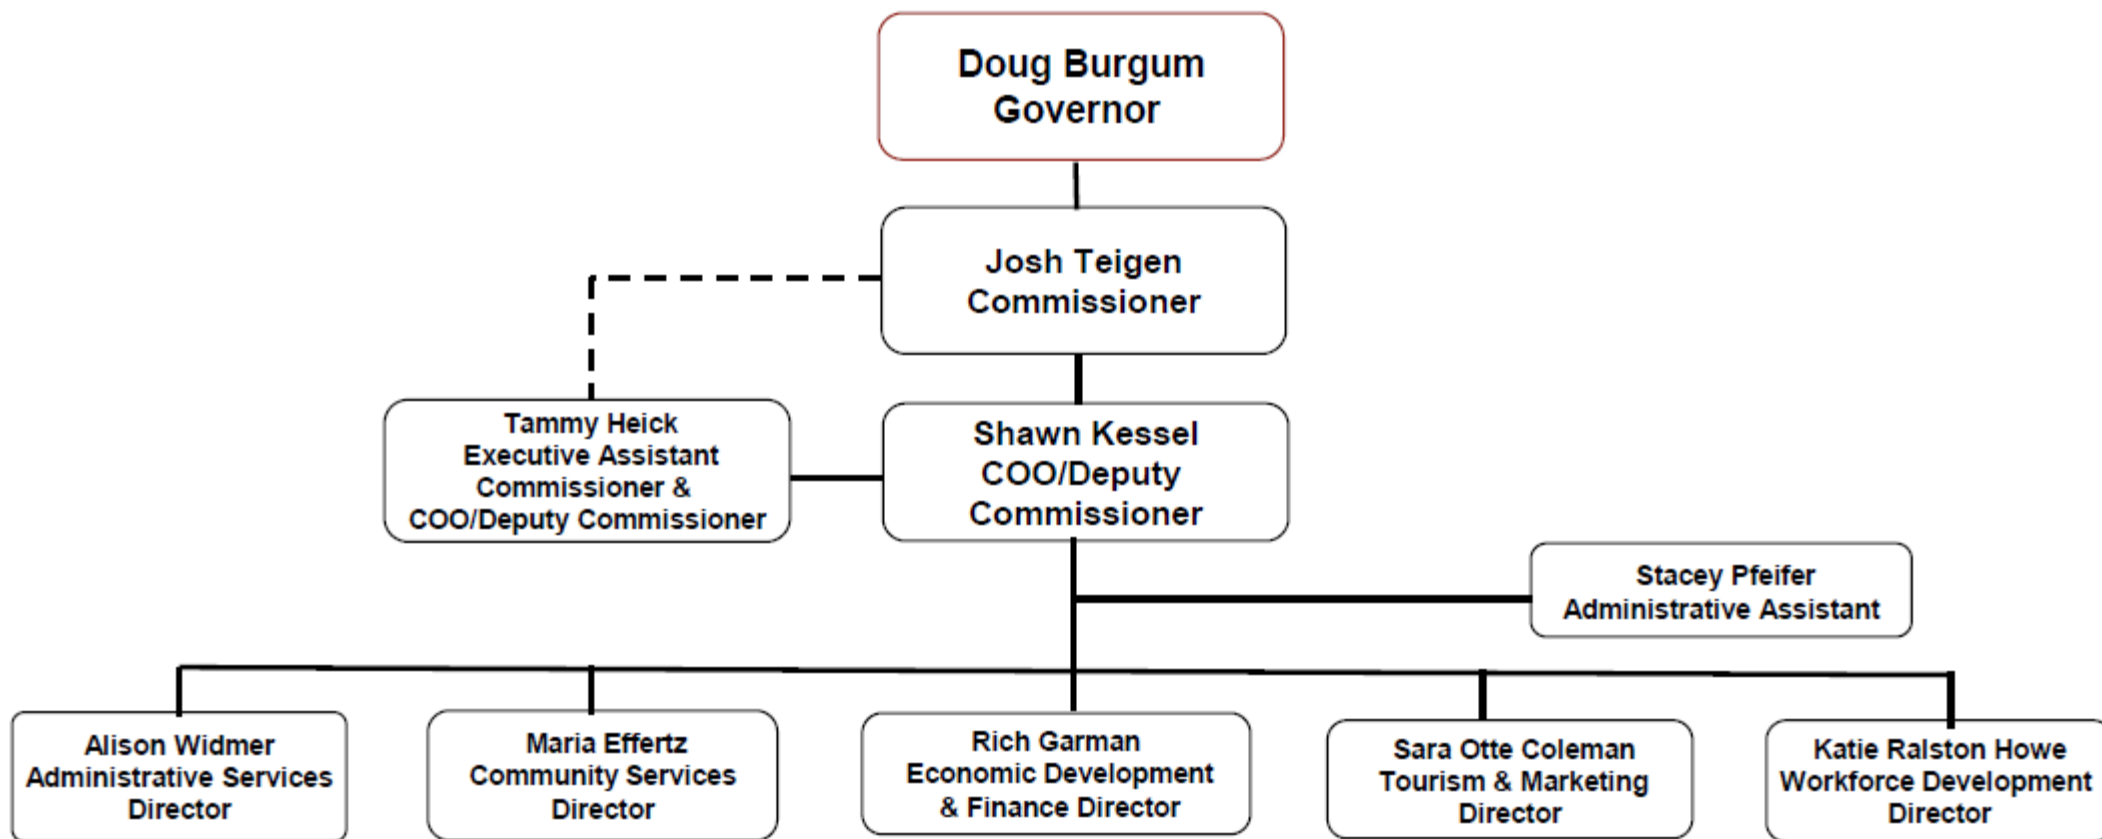 Doug Burgum
Governor
Josh Teigen
Commissioner
Tammy Heick
Executive Assistant
Commissioner &
COO/Deputy Commissioner
Shawn Kessel
COO/Deputy
Commissioner
Stacey Pfeifer
Administrative Assistant
Alison Widmer
Administrative Services
Director
Maria Effertz
Community Services
Director
Rich Garman
Economic Development
& Finance Director
Sara Otte Coleman
Tourism & Marketing
Director
Katie Ralston Howe
Workforce Development
Director